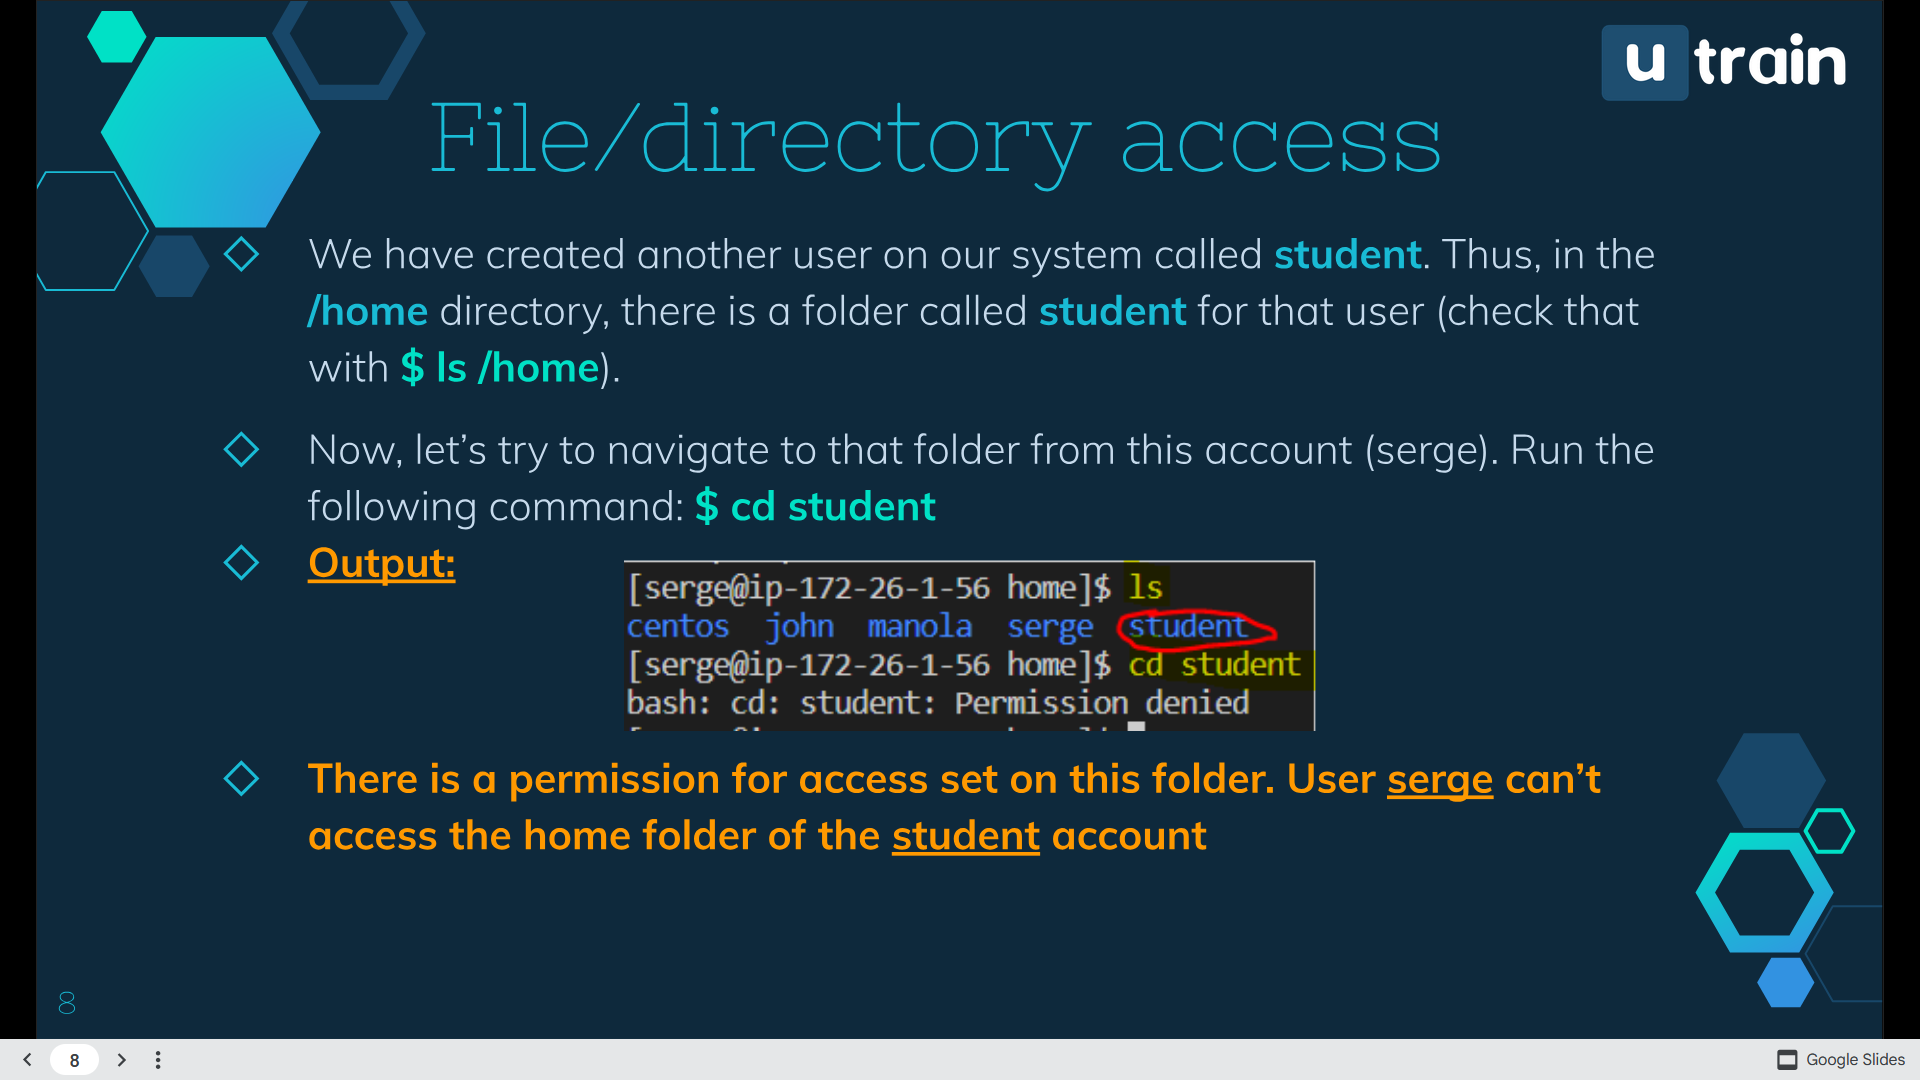 u train
File/directory access
We have created another user on our system called student. Thus, in the
/home directory, there is a folder called student for that user (check that
with $ ls /home).
Now, let’s try to navigate to that folder from this account (serge). Run the
following command: $ cd student
Output:
[serge@ip-172-26-1-56 home]$ ls
centos john manola serge student
[serge@ip-172-26-1-56 home]$ cd student
bash: cd: student: Permission denied
There is a permission for access set on this folder. User serge can’t
access the home folder of the student account
8
8
Google Slides